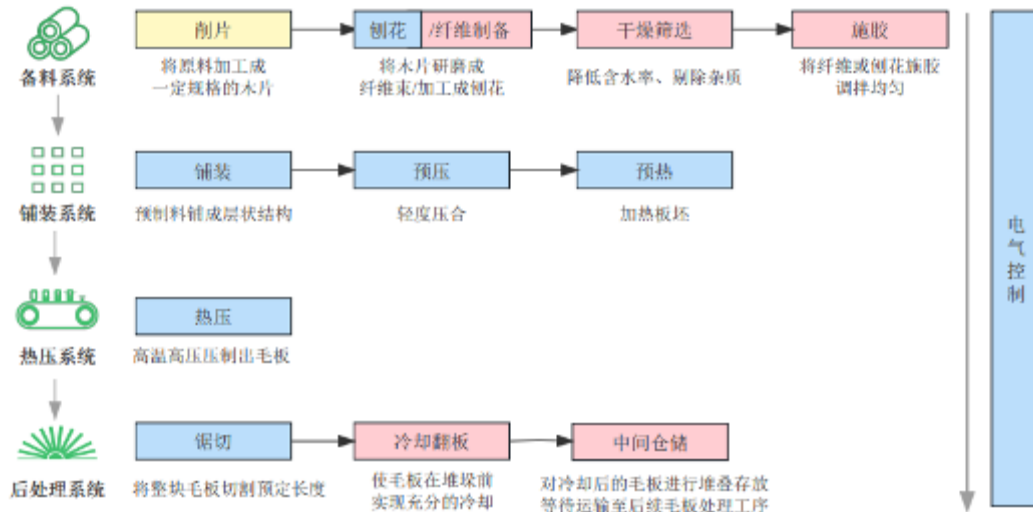 削片
刨花
/纤维制备
干燥筛选
施胶
备料系统
将原料加工成
一定规格的木片
将木片研磨成
纤维束/加工成刨花
降低含水率、剔除杂质
将纤维或刨花施胶
调拌均匀
铺装
预压
预热
铺装系统
预制料铺成层状结构
轻度压合
加热板坯
电气控制
热压
热压系统
高温高压压制出毛板
锯切
冷却翻板
中间仓储
后处理系统
将整块毛板切割预定长度
使毛板在堆垛前
实现充分的冷却
对冷却后的毛板进行堆叠存放
等待运输至后续毛板处理工序